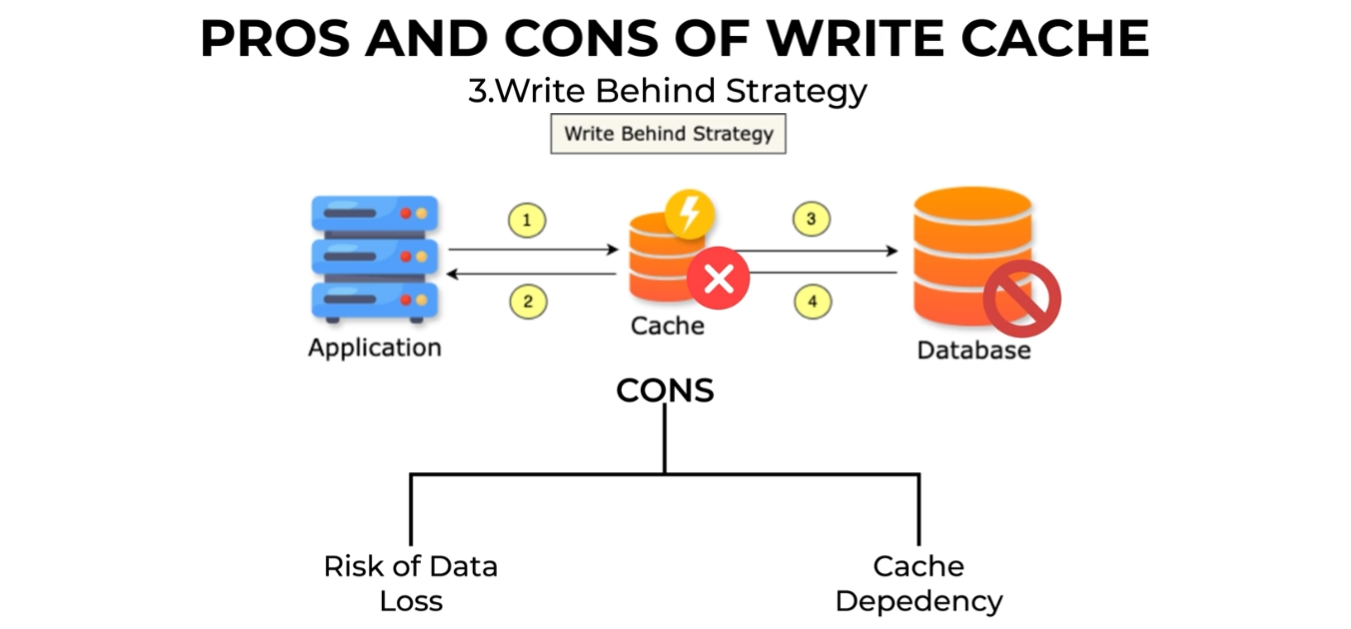 PROS AND CONS OF WRITE CACHE
3.Write Behind Strategy
Write Behind Strategy
1
3
2
4
Cache
Application
Database
CONS
Risk of Data
Loss
Cache
Depedency